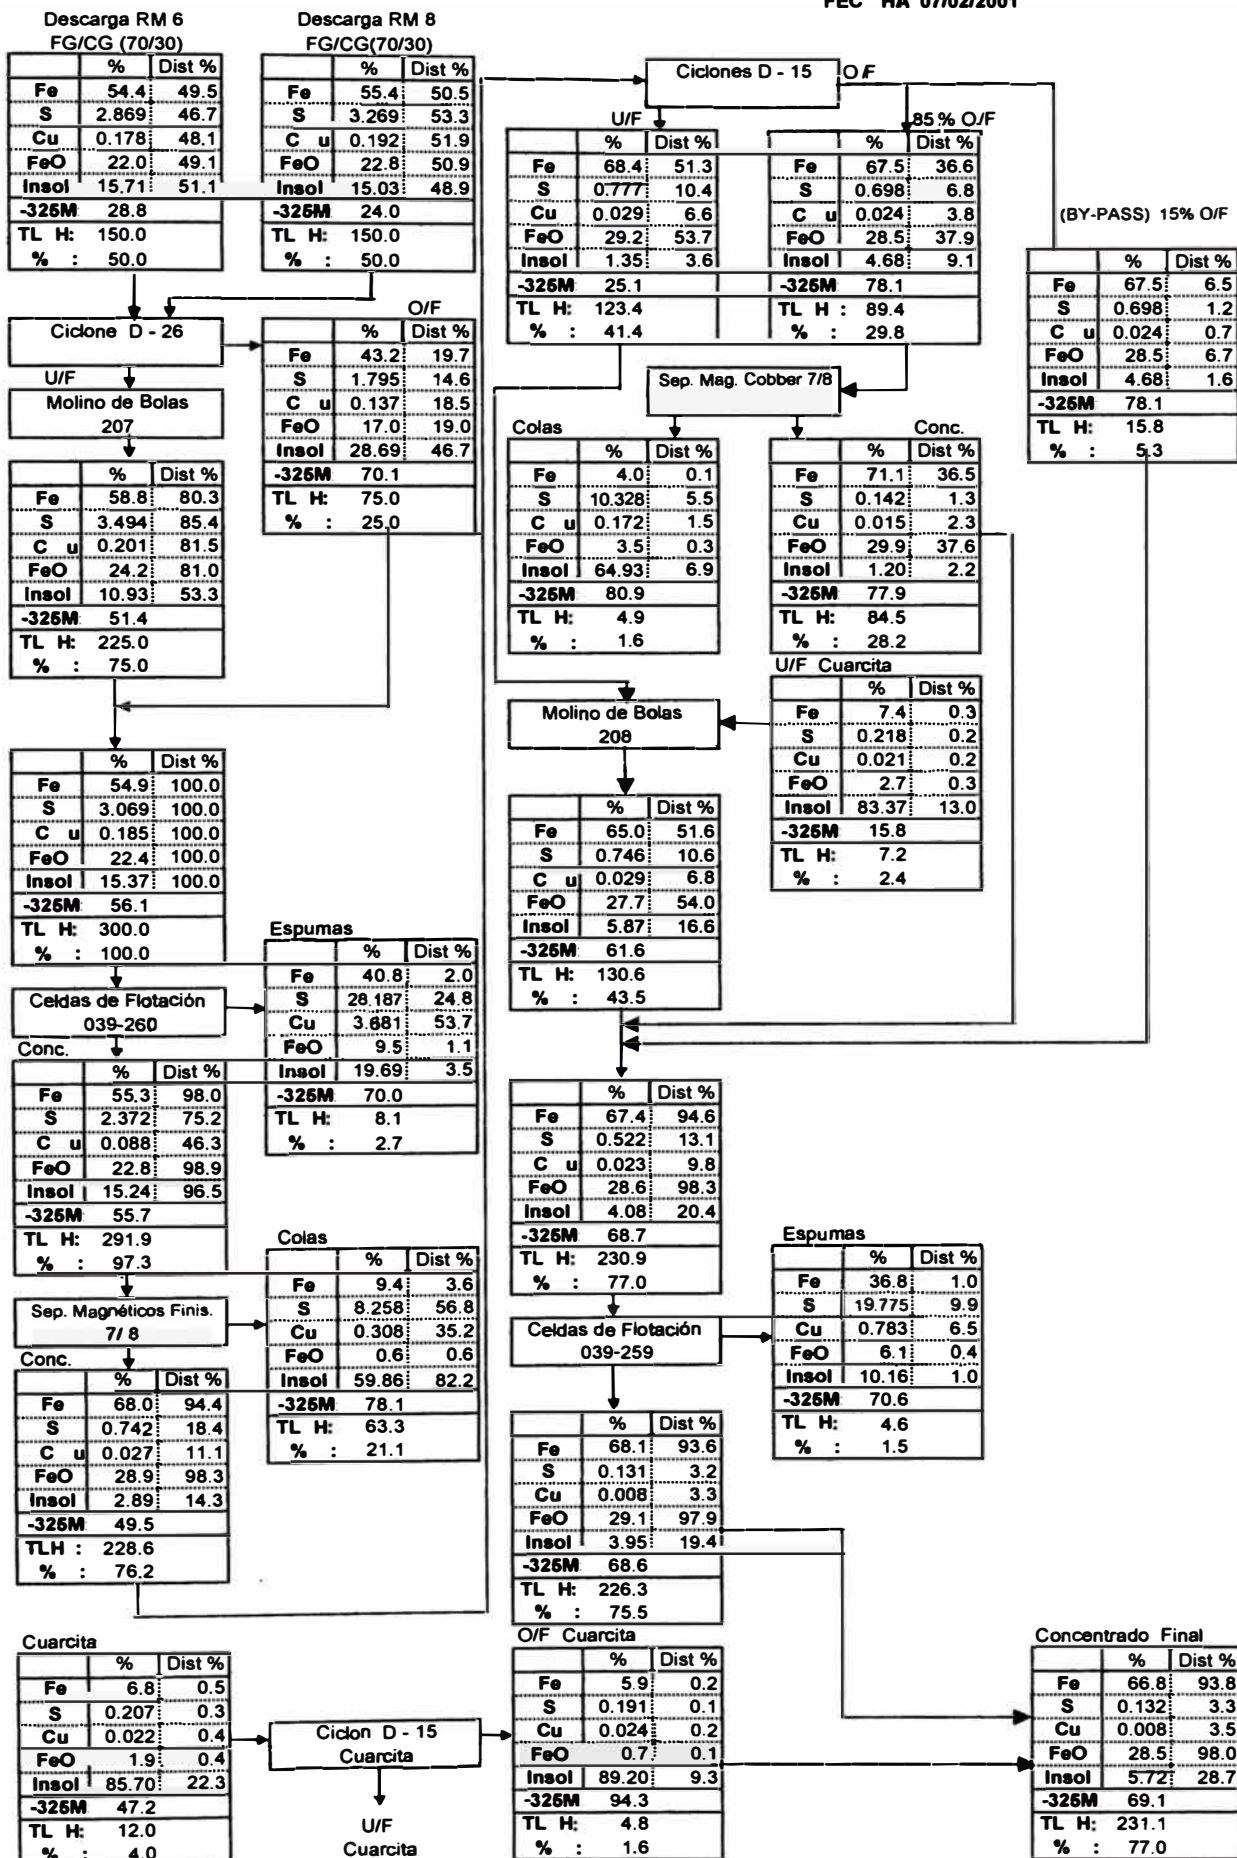 FEC HA 07/02/2001
Descarga RM 6
FG/CG (70/30)
% Dist %
Fe 54.4 49.5
S 2.869 46.7
Cu 0.178 48.1
FeO 22.0 49.1
Insol 15.71 51.1
-325M 28.8
TL H: 150.0
% : 50.0
Descarga RM 8
FG/CG(70/30)
% Dist %
Fe 55.4 50.5
S 3.269 53.3
C u 0.192 51.9
FeO 22.8 50.9
Insol 15.03 48.9
-325M 24.0
TL H: 150.0
% : 50.0
Ciclone D - 26
U/F
O/F
% Dist %
Fe 43.2 19.7
S 1.795 14.6
C u 0.137 18.5
FeO 17.0 19.0
Insol 28.69 46.7
-325M 70.1
TL H: 75.0
% : 25.0
Molino de Bolas
207
% Dist %
Fe 58.8 80.3
S 3.494 85.4
C u 0.201 81.5
FeO 24.2 81.0
Insol 10.93 53.3
-325M 51.4
TL H: 225.0
% : 75.0
% Dist %
Fe 54.9 100.0
S 3.069 100.0
C u 0.185 100.0
FeO 22.4 100.0
Insol 15.37 100.0
-325M 56.1
TL H: 300.0
% : 100.0
Celdas de Flotación
039-260
Espumas
% Dist %
Fe 40.8 2.0
S 28.187 24.8
Cu 3.681 53.7
FeO 9.5 1.1
Insol 19.69 3.5
-325M 70.0
TL H: 8.1
% : 2.7
Conc.
% Dist %
Fe 55.3 98.0
S 2.372 75.2
C u 0.088 46.3
FeO 22.8 98.9
Insol 15.24 96.5
-325M 55.7
TL H: 291.9
% : 97.3
Sep. Magnéticos Finis.
7/ 8
Colas
% Dist %
Fe 9.4 3.6
S 8.258 56.8
Cu 0.308 35.2
FeO 0.6 0.6
Insol 59.86 82.2
-325M 78.1
TL H: 63.3
% : 21.1
Conc.
% Dist %
Fe 68.0 94.4
S 0.742 18.4
C u 0.027 11.1
FeO 28.9 98.3
Insol 2.89 14.3
-325M 49.5
TLH : 228.6
% : 76.2
Ciclones D - 15
O/F
U/F
% Dist %
Fe 68.4 51.3
S 0.777 10.4
Cu 0.029 6.6
FeO 29.2 53.7
Insol 1.35 3.6
-325M 25.1
TL H: 123.4
% : 41.4
85 % O/F
% Dist %
Fe 67.5 36.6
S 0.698 6.8
C u 0.024 3.8
FeO 28.5 37.9
Insol 4.68 9.1
-325M 78.1
TL H : 89.4
% : 29.8
(BY-PASS) 15% O/F
% Dist %
Fe 67.5 6.5
S 0.698 1.2
C u 0.024 0.7
FeO 28.5 6.7
Insol 4.68 1.6
-325M 78.1
TL H: 15.8
% : 5.3
Sep. Mag. Cobber 7/8
Colas
% Dist %
Fe 4.0 0.1
S 10.328 5.5
Cu 0.172 1.5
FeO 3.5 0.3
Insol 64.93 6.9
-325M 80.9
TL H: 4.9
% : 1.6
Conc.
% Dist %
Fe 71.1 36.5
S 0.142 1.3
Cu 0.015 2.3
FeO 29.9 37.6
Insol 1.20 2.2
-325M 77.9
TL H: 84.5
% : 28.2
U/F Cuarcita
% Dist %
Fe 7.4 0.3
S 0.218 0.2
Cu 0.021 0.2
FeO 2.7 0.3
Insol 83.37 13.0
-325M 15.8
TL H: 7.2
% : 2.4
Molino de Bolas
208
% Dist %
Fe 65.0 51.6
S 0.746 10.6
C u 0.029 6.8
FeO 27.7 54.0
Insol 5.87 16.6
-325M 61.6
TL H: 130.6
% : 43.5
% Dist %
Fe 67.4 94.6
S 0.522 13.1
C u 0.023 9.8
FeO 28.6 98.3
Insol 4.08 20.4
-325M 68.7
TL H: 230.9
% : 77.0
Celdas de Flotación
039-259
Espumas
% Dist %
Fe 36.8 1.0
S 19.775 9.9
Cu 0.783 6.5
FeO 6.1 0.4
Insol 10.16 1.0
-325M 70.6
TL H: 4.6
% : 1.5
% Dist %
Fe 68.1 93.6
S 0.131 3.2
Cu 0.008 3.3
FeO 29.1 97.9
Insol 3.95 19.4
-325M 68.6
TL H: 226.3
% : 75.5
Cuarcita
% Dist %
Fe 6.8 0.5
S 0.207 0.3
Cu 0.022 0.4
FeO 1.9 0.4
Insol 85.70 22.3
-325M 47.2
TL H: 12.0
% : 4.0
Ciclon D - 15
Cuarcita
U/F
Cuarcita
O/F Cuarcita
% Dist %
Fe 5.9 0.2
S 0.191 0.1
Cu 0.024 0.2
FeO 0.7 0.1
Insol 89.20 9.3
-325M 94.3
TL H: 4.8
% : 1.6
Concentrado Final
% Dist %
Fe 66.8 93.8
S 0.132 3.3
Cu 0.008 3.5
FeO 28.5 98.0
Insol 5.72 28.7
-325M 69.1
TL H: 231.1
% : 77.0